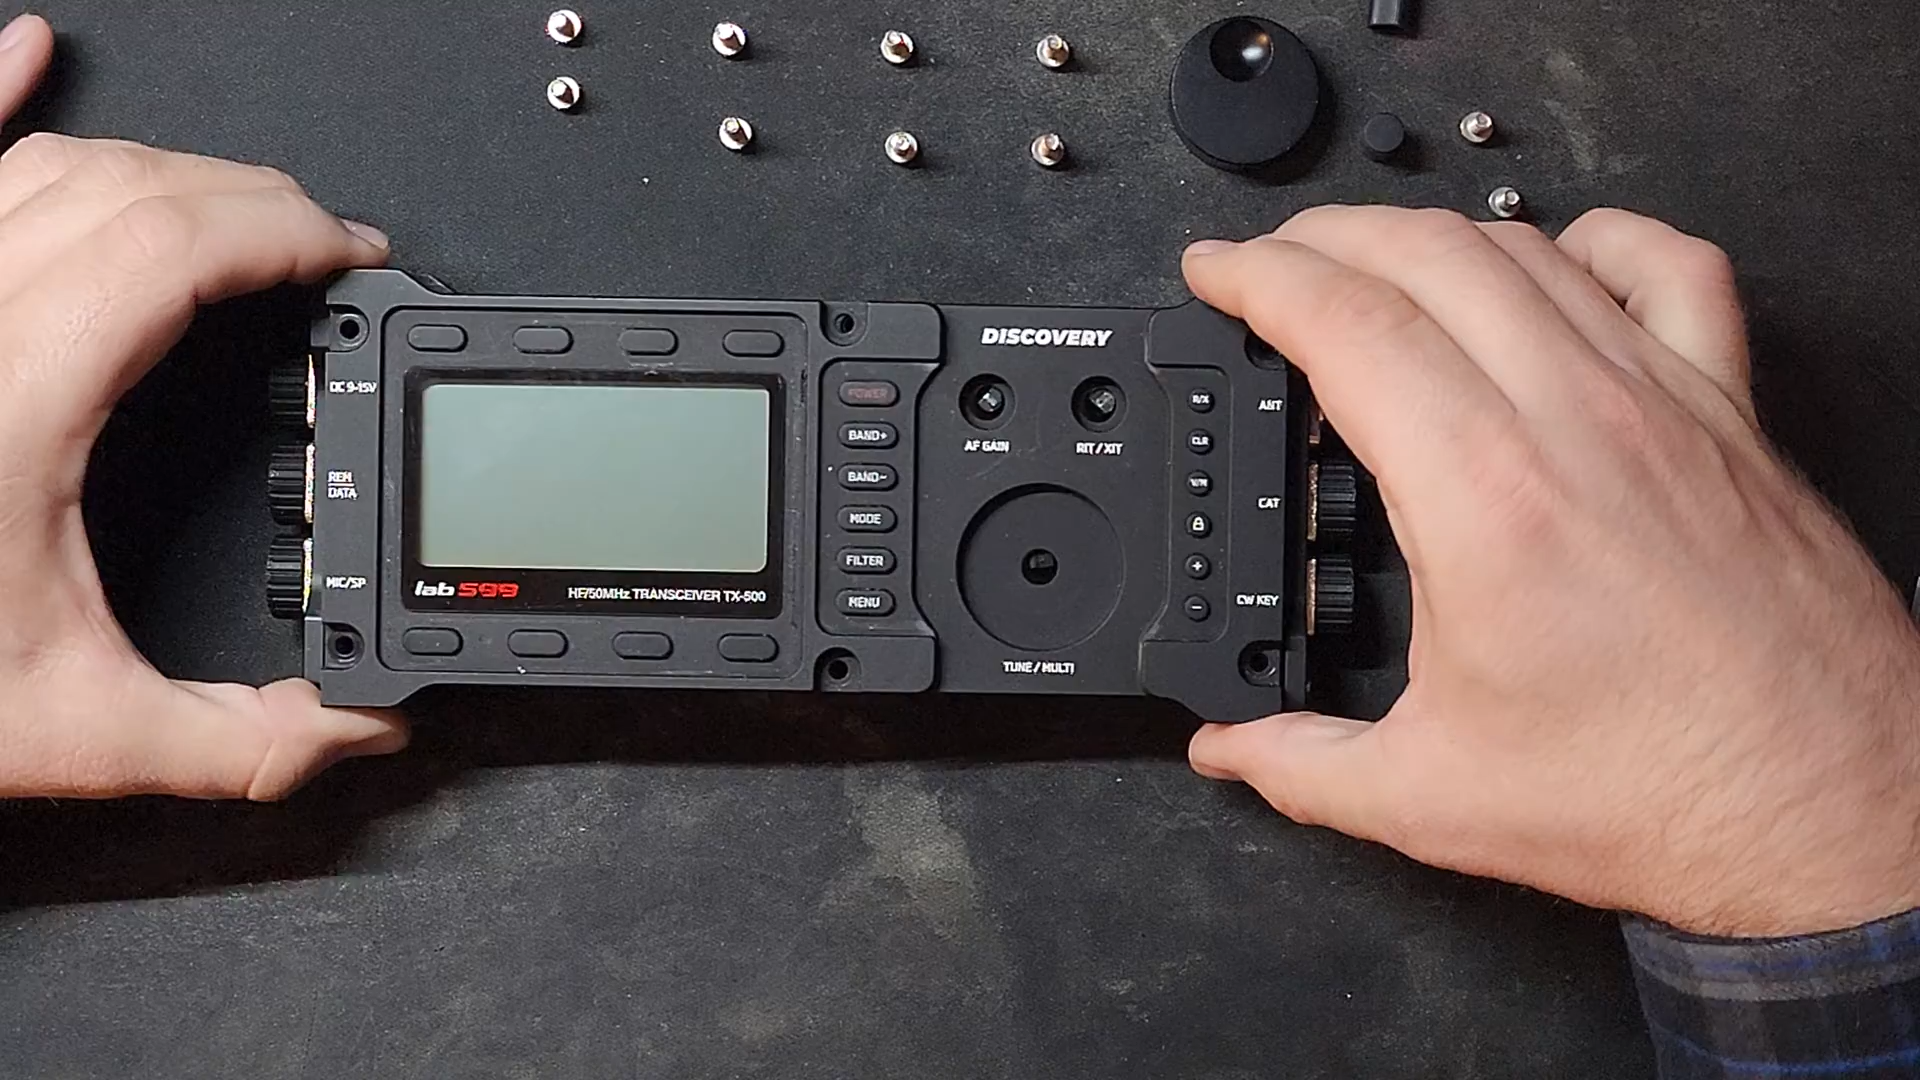 DISCOVERY
DC 9-15V
REM
DATA
MIC/SP
POWER
BAND+
BAND-
MODE
FILTER
MENU
AF GAIN
RIT / XIT
TUNE / MULTI
R/X
CLR
V/M
+
-
ANT
CAT
CW KEY
lab 599
HF/50MHz TRANSCEIVER TX-500